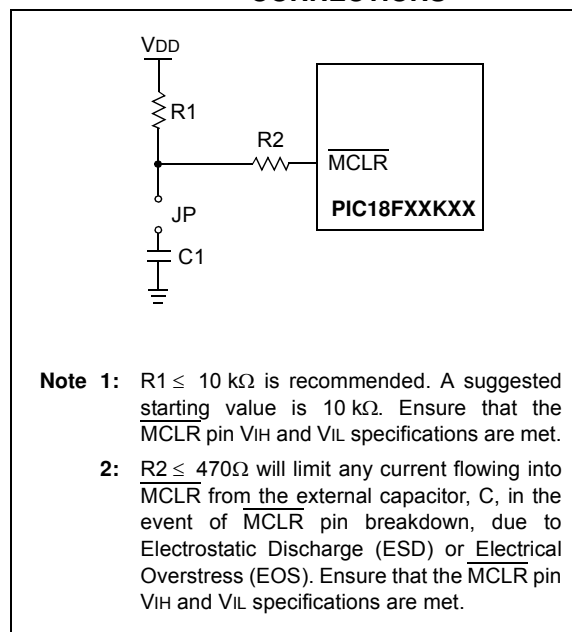 CONNECTIONS
VDD
R1
R2
MCLR
PIC18FXXKXX
JP
C1
Note 1: R1 ≤ 10 kΩ is recommended. A suggested
starting value is 10 kΩ. Ensure that the
MCLR pin VIH and VIL specifications are met.
2: R2 ≤ 470Ω will limit any current flowing into
MCLR from the external capacitor, C, in the
event of MCLR pin breakdown, due to
Electrostatic Discharge (ESD) or Electrical
Overstress (EOS). Ensure that the MCLR pin
VIH and VIL specifications are met.